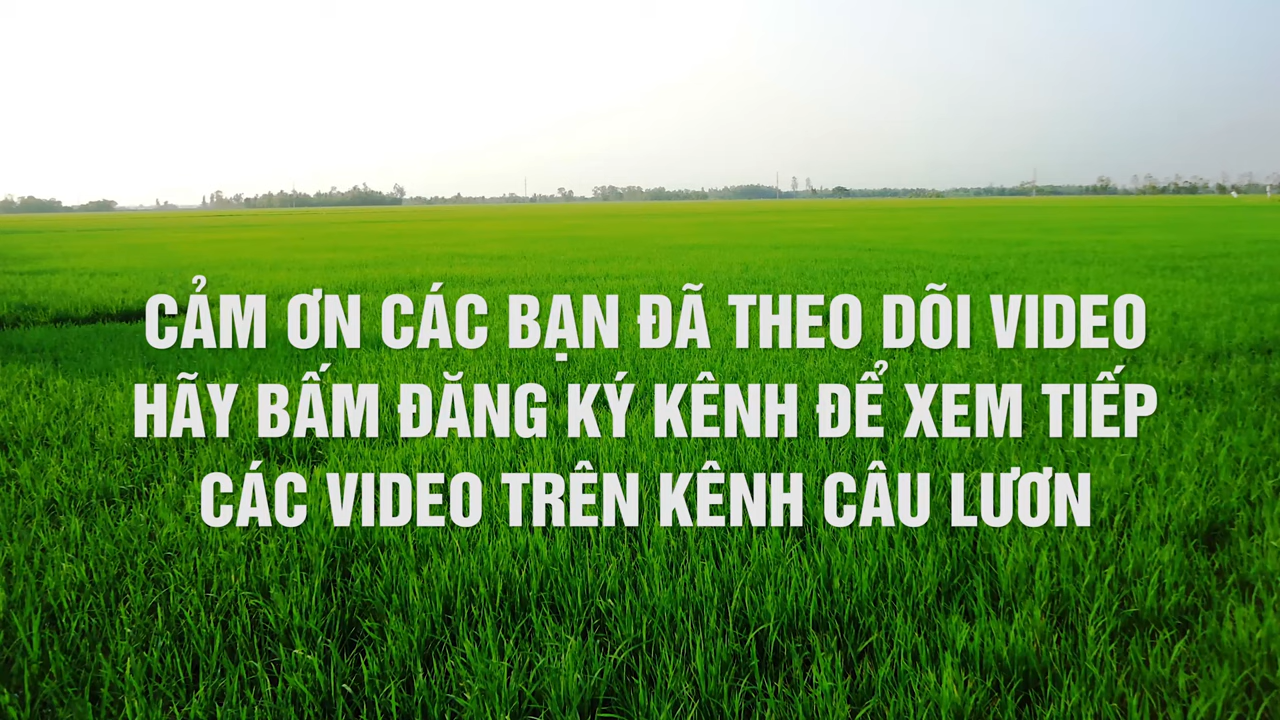 CẢM ƠN CÁC BẠN ĐÃ THEO DÕI VIDEO
HÃY BẤM ĐĂNG KÝ KÊNH ĐỂ XEM TIẾP
CÁC VIDEO TRÊN KÊNH CÂU LƯƠN